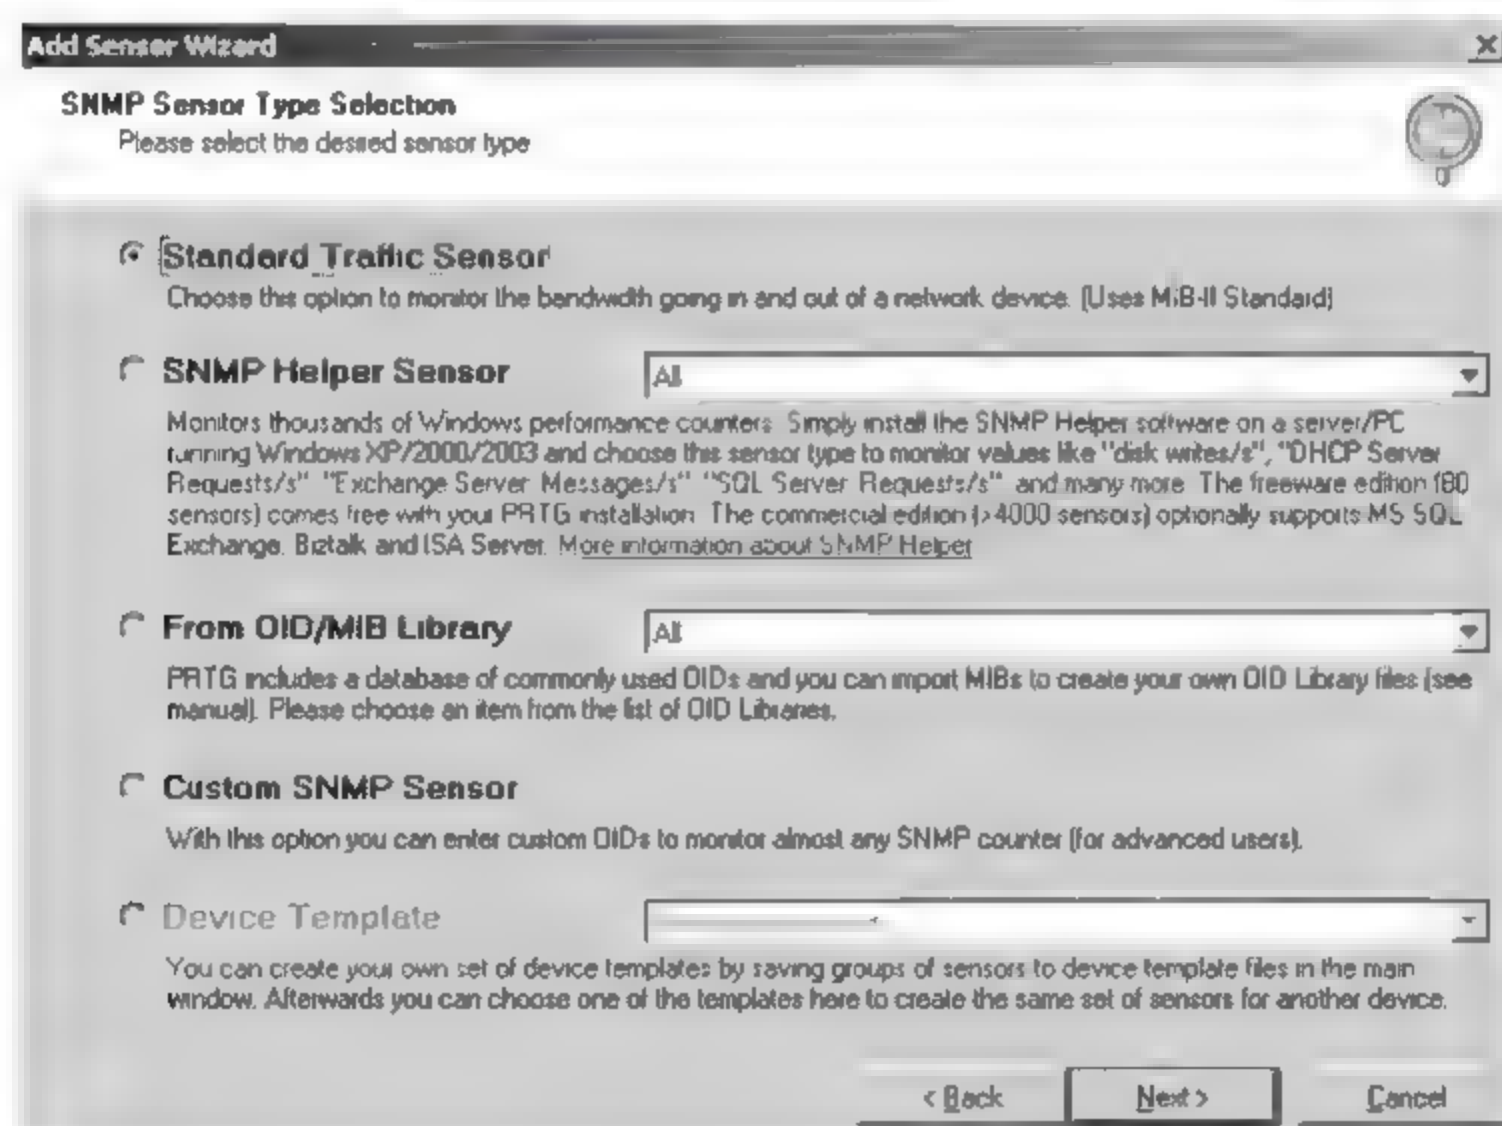 Add Sensor Wizard
SNMP Sensor Type Selection
Please select the desired sensor type
Standard Traffic Sensor
Choose this option to monitor the bandwidth going in and out of a network device. (Uses MIB-II Standard)
SNMP Helper Sensor
All
Monitors thousands of Windows performance counters. Simply install the SNMP Helper software on a server/PC
running Windows XP/2000/2003 and choose this sensor type to monitor values like "disk writes/s", "DHCP Server
Requests/s" "Exchange Server Messages/s" "SQL Server Requests/s" and many more. The freeware edition (80
sensors) comes free with your PRTG installation. The commercial edition (>4000 sensors) optionally supports MS SQL,
Exchange, Biztalk and ISA Server. More information about SNMP Helper
From OID/MIB Library
All
PRTG includes a database of commonly used OIDs and you can import MIBs to create your own OID Library files (see
manual). Please choose an item from the list of OID Libraries.
Custom SNMP Sensor
With this option you can enter custom OIDs to monitor almost any SNMP counter (for advanced users).
Device Template
You can create your own set of device templates by saving groups of sensors to device template files in the main
window. Afterwards you can choose one of the templates here to create the same set of sensors for another device.
< Back
Next >
Cancel